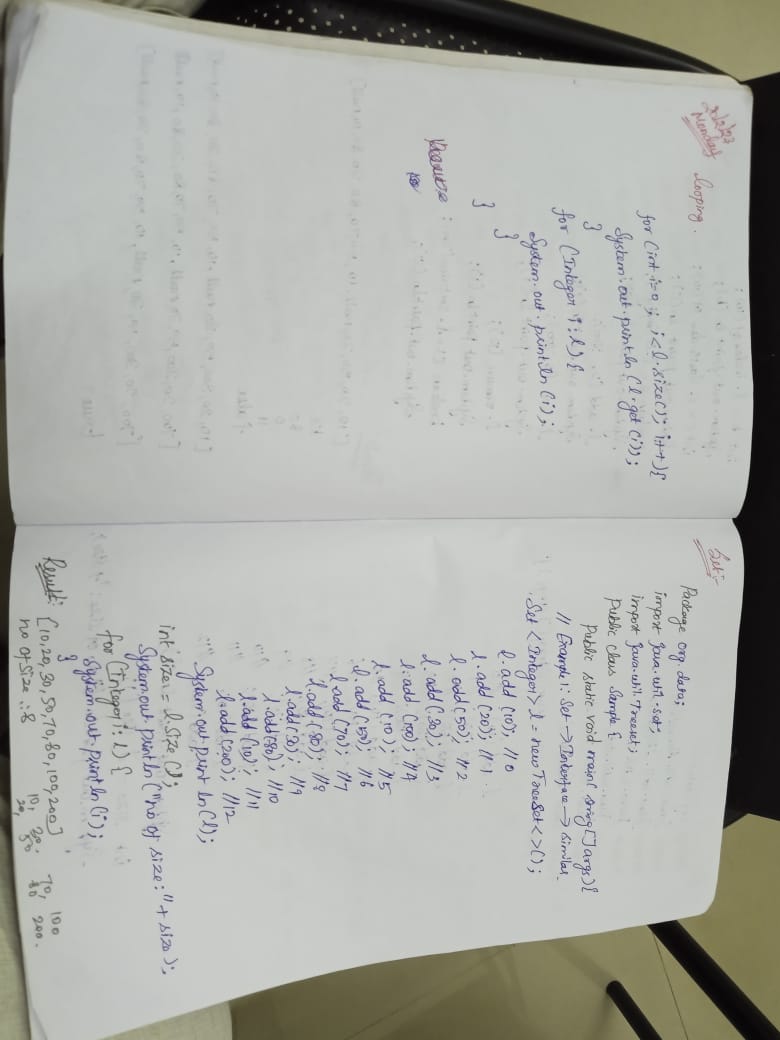 Monday
looping.
for (int i=0 ; i<l.size(); i++){
System.out.println (l.get (i));
}
for (Integer i:l) {
System.out.println (i);
}
}
Set:-
Package org.data;
import java.util.Set;
import java.util.Treeset;
Public class Sample {
Public static void main( string[]args){
// Example 1: Set → Interface → similar.
Set <Integer> l = new TreeSet<>();
l.add (10); //0
l.add (20); //1
l.add (50); //2
l.add (30); //3
l.add (100); //4
l.add (10); //5
l.add (50); //6
l.add (70); //7
l.add (80); //8
l.add (30); //9
l.add (80); //10
l.add (10); //11
l.add (200); //12
System.out.print ln (l);
int size = l.size ();
System.out.print ln ("no of size:" + size);
for (Integer i: l) {
System.out.print ln (i);
}
Result: [10,20,30,50,70,80,100,200]
no of Size :: 8
10, 30. 70, 100
20, 50 80 200.